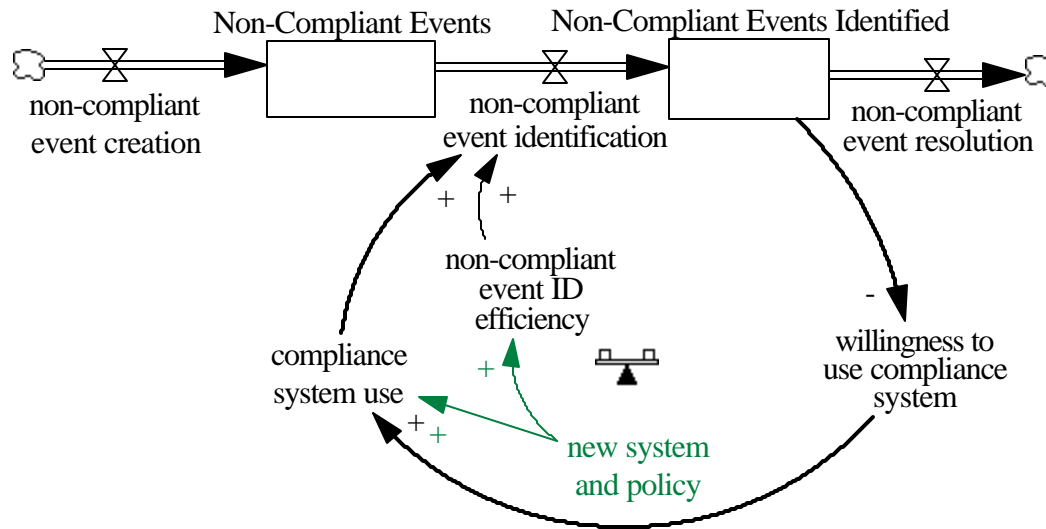 Non-Compliant Events
Non-Compliant Events Identified
non-compliant
event creation
non-compliant
event identification
non-compliant
event resolution
+
+
non-compliant
event ID
efficiency
-
compliance
system use
+
willingness to
use compliance
system
+
+
new system
and policy